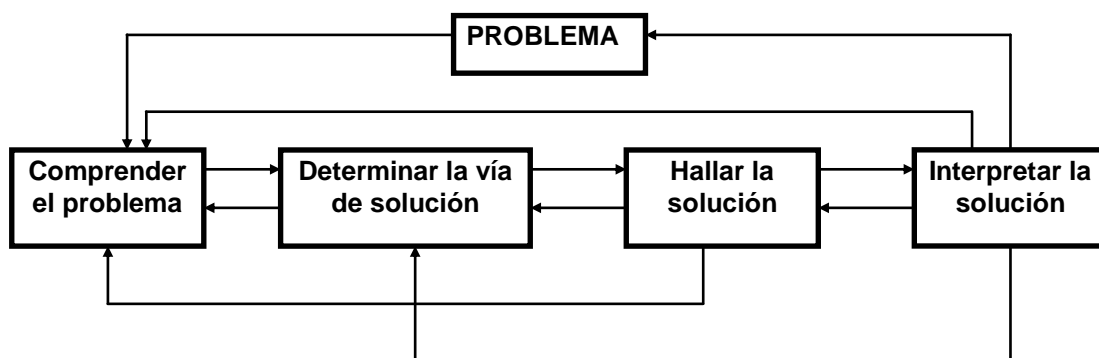 PROBLEMA
Comprender
el problema
Determinar la vía
de solución
Hallar la
solución
Interpretar la
solución